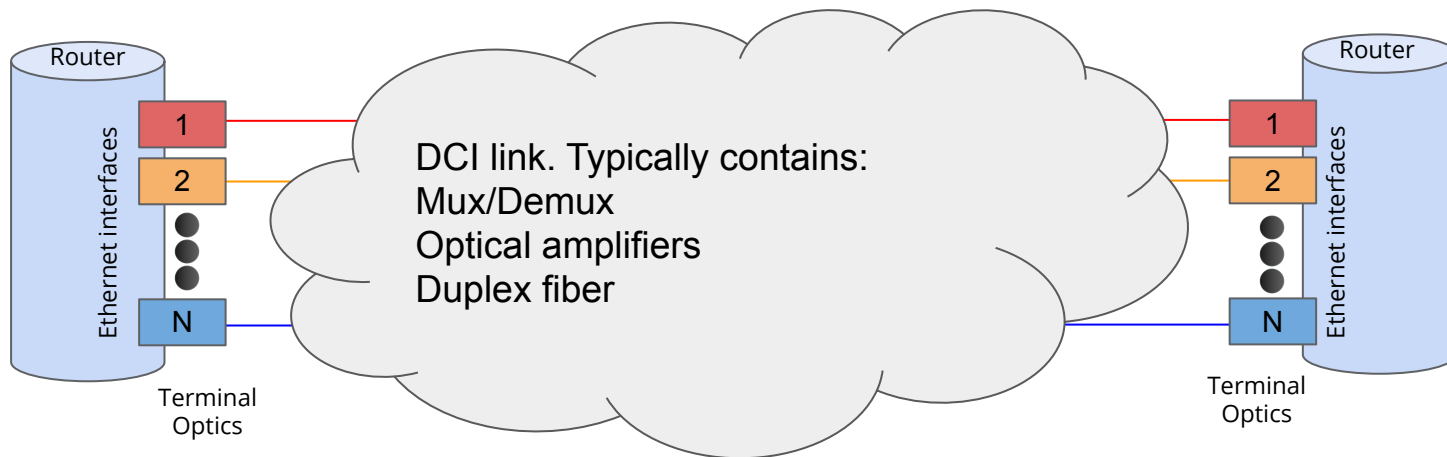 Router
Ethernet interfaces
1
2
N
Terminal
Optics
DCI link. Typically contains:
Mux/Demux
Optical amplifiers
Duplex fiber
Router
1
2
N
Ethernet interfaces
Terminal
Optics